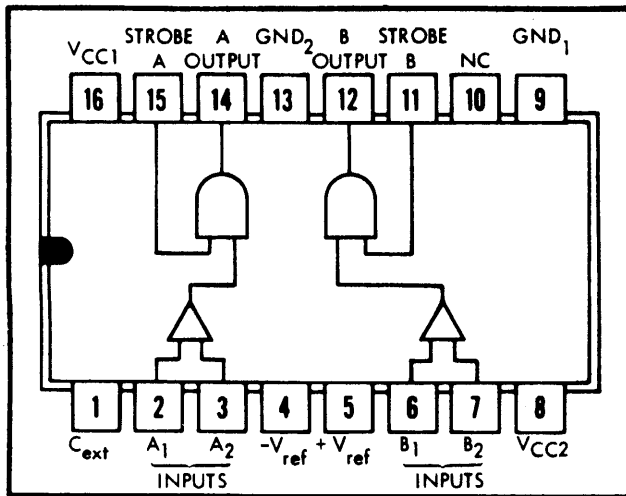 VCC1 STROBE A A OUTPUT GND2 B OUTPUT STROBE B NC GND1
16 15 14 13 12 11 10 9
1 2 3 4 5 6 7 8
Cext A1 A2 -Vref + Vref B1 B2 VCC2
INPUTS INPUTS